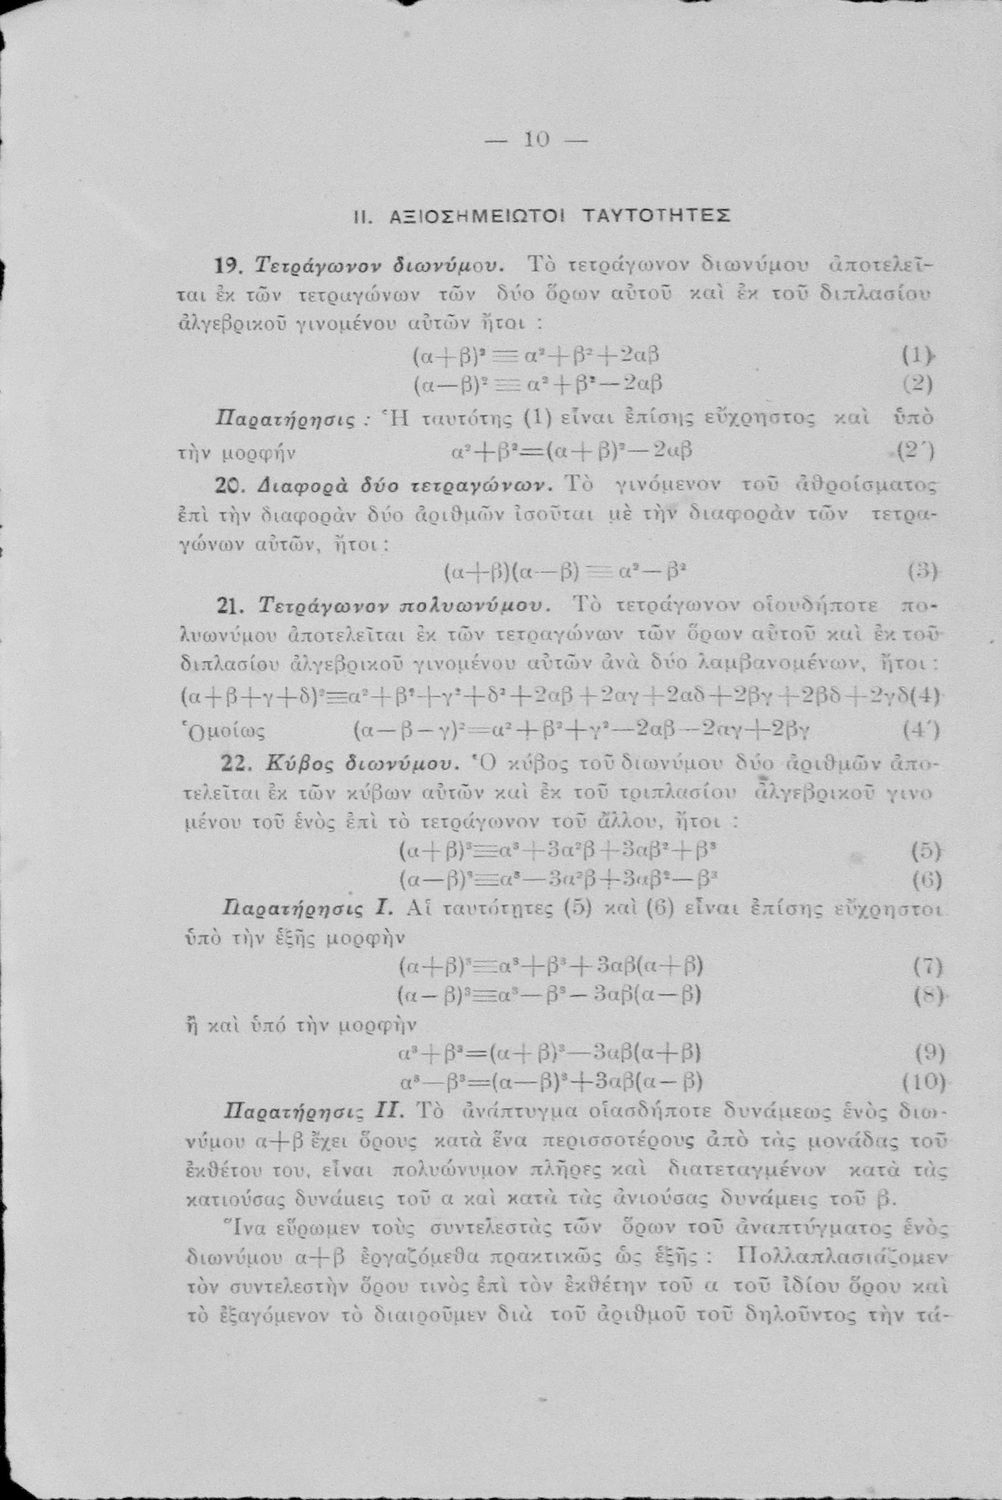 — 10 —
II. ΑΞΙΟΣΗΜΕΙΩΤΟΙ ΤΑΥΤΟΤΗΤΕΣ
19. Τετράγωνον διωνύμου. Τὸ τετράγωνον διωνύμου ἀποτελεῖ-
ται ἐκ τῶν τετραγώνων τῶν δύο ὅρων αὐτοῦ καὶ ἐκ τοῦ διπλασίου
ἀλγεβρικοῦ γινομένου αὐτῶν ἤτοι :
(α+β)²≡α²+β²+2αβ (1)
(α—β)²≡α²+β²—2αβ (2)
Παρατήρησις : Ἡ ταυτότης (1) εἶναι ἐπίσης εὔχρηστος καὶ ὑπὸ
τὴν μορφήν α²+β²=(α+β)²—2αβ (2΄)
20. Διαφορὰ δύο τετραγώνων. Τὸ γινόμενον τοῦ ἀθροίσματος
ἐπὶ τὴν διαφορὰν δύο ἀριθμῶν ἰσοῦται μὲ τὴν διαφορὰν τῶν τετρα-
γώνων αὐτῶν, ἤτοι :
(α+β)(α—β)≡α²—β² (3)
21. Τετράγωνον πολυωνύμου. Τὸ τετράγωνον οἱουδήποτε πο-
λυωνύμου ἀποτελεῖται ἐκ τῶν τετραγώνων τῶν ὅρων αὐτοῦ καὶ ἐκ τοῦ
διπλασίου ἀλγεβρικοῦ γινομένου αὐτῶν ἀνὰ δύο λαμβανομένων, ἤτοι :
(α+β+γ+δ)²≡α²+β²+γ²+δ²+2αβ+2αγ+2αδ+2βγ+2βδ+2γδ(4)
Ὁμοίως (α—β—γ)²=α²+β²+γ²—2αβ—2αγ+2βγ (4΄)
22. Κύβος διωνύμου. Ὁ κύβος τοῦ διωνύμου δύο ἀριθμῶν ἀπο-
τελεῖται ἐκ τῶν κύβων αὐτῶν καὶ ἐκ τοῦ τριπλασίου ἀλγεβρικοῦ γινο
μένου τοῦ ἑνὸς ἐπὶ τὸ τετράγωνον τοῦ ἄλλου, ἤτοι :
(α+β)³≡α³+3α²β+3αβ²+β³ (5)
(α—β)³≡α³—3α²β+3αβ²—β³ (6)
Παρατήρησις I. Αἱ ταυτότητες (5) καὶ (6) εἶναι ἐπίσης εὔχρηστοι
ὑπὸ τὴν ἑξῆς μορφὴν
(α+β)³≡α³+β³+3αβ(α+β) (7)
(α—β)³≡α³—β³—3αβ(α—β) (8)
ἢ καὶ ὑπό τὴν μορφὴν
α³+β³=(α+β)³—3αβ(α+β) (9)
α³—β³=(α—β)³+3αβ(α—β) (10)
Παρατήρησις II. Τὸ ἀνάπτυγμα οἱασδήποτε δυνάμεως ἑνὸς διω-
νύμου α+β ἔχει ὅρους κατὰ ἕνα περισσοτέρους ἀπὸ τὰς μονάδας τοῦ
ἐκθέτου του, εἶναι πολυώνυμον πλῆρες καὶ διατεταγμένον κατὰ τὰς
κατιούσας δυνάμεις τοῦ α καὶ κατὰ τὰς ἀνιούσας δυνάμεις τοῦ β.
Ἵνα εὕρωμεν τοὺς συντελεστὰς τῶν ὅρων τοῦ ἀναπτύγματος ἑνὸς
διωνύμου α+β ἐργαζόμεθα πρακτικῶς ὡς ἑξῆς : Πολλαπλασιάζομεν
τὸν συντελεστὴν ὅρου τινὸς ἐπὶ τὸν ἐκθέτην τοῦ α τοῦ ἰδίου ὅρου καὶ
τὸ ἐξαγόμενον τὸ διαιροῦμεν διὰ τοῦ ἀριθμοῦ τοῦ δηλοῦντος τὴν τά-